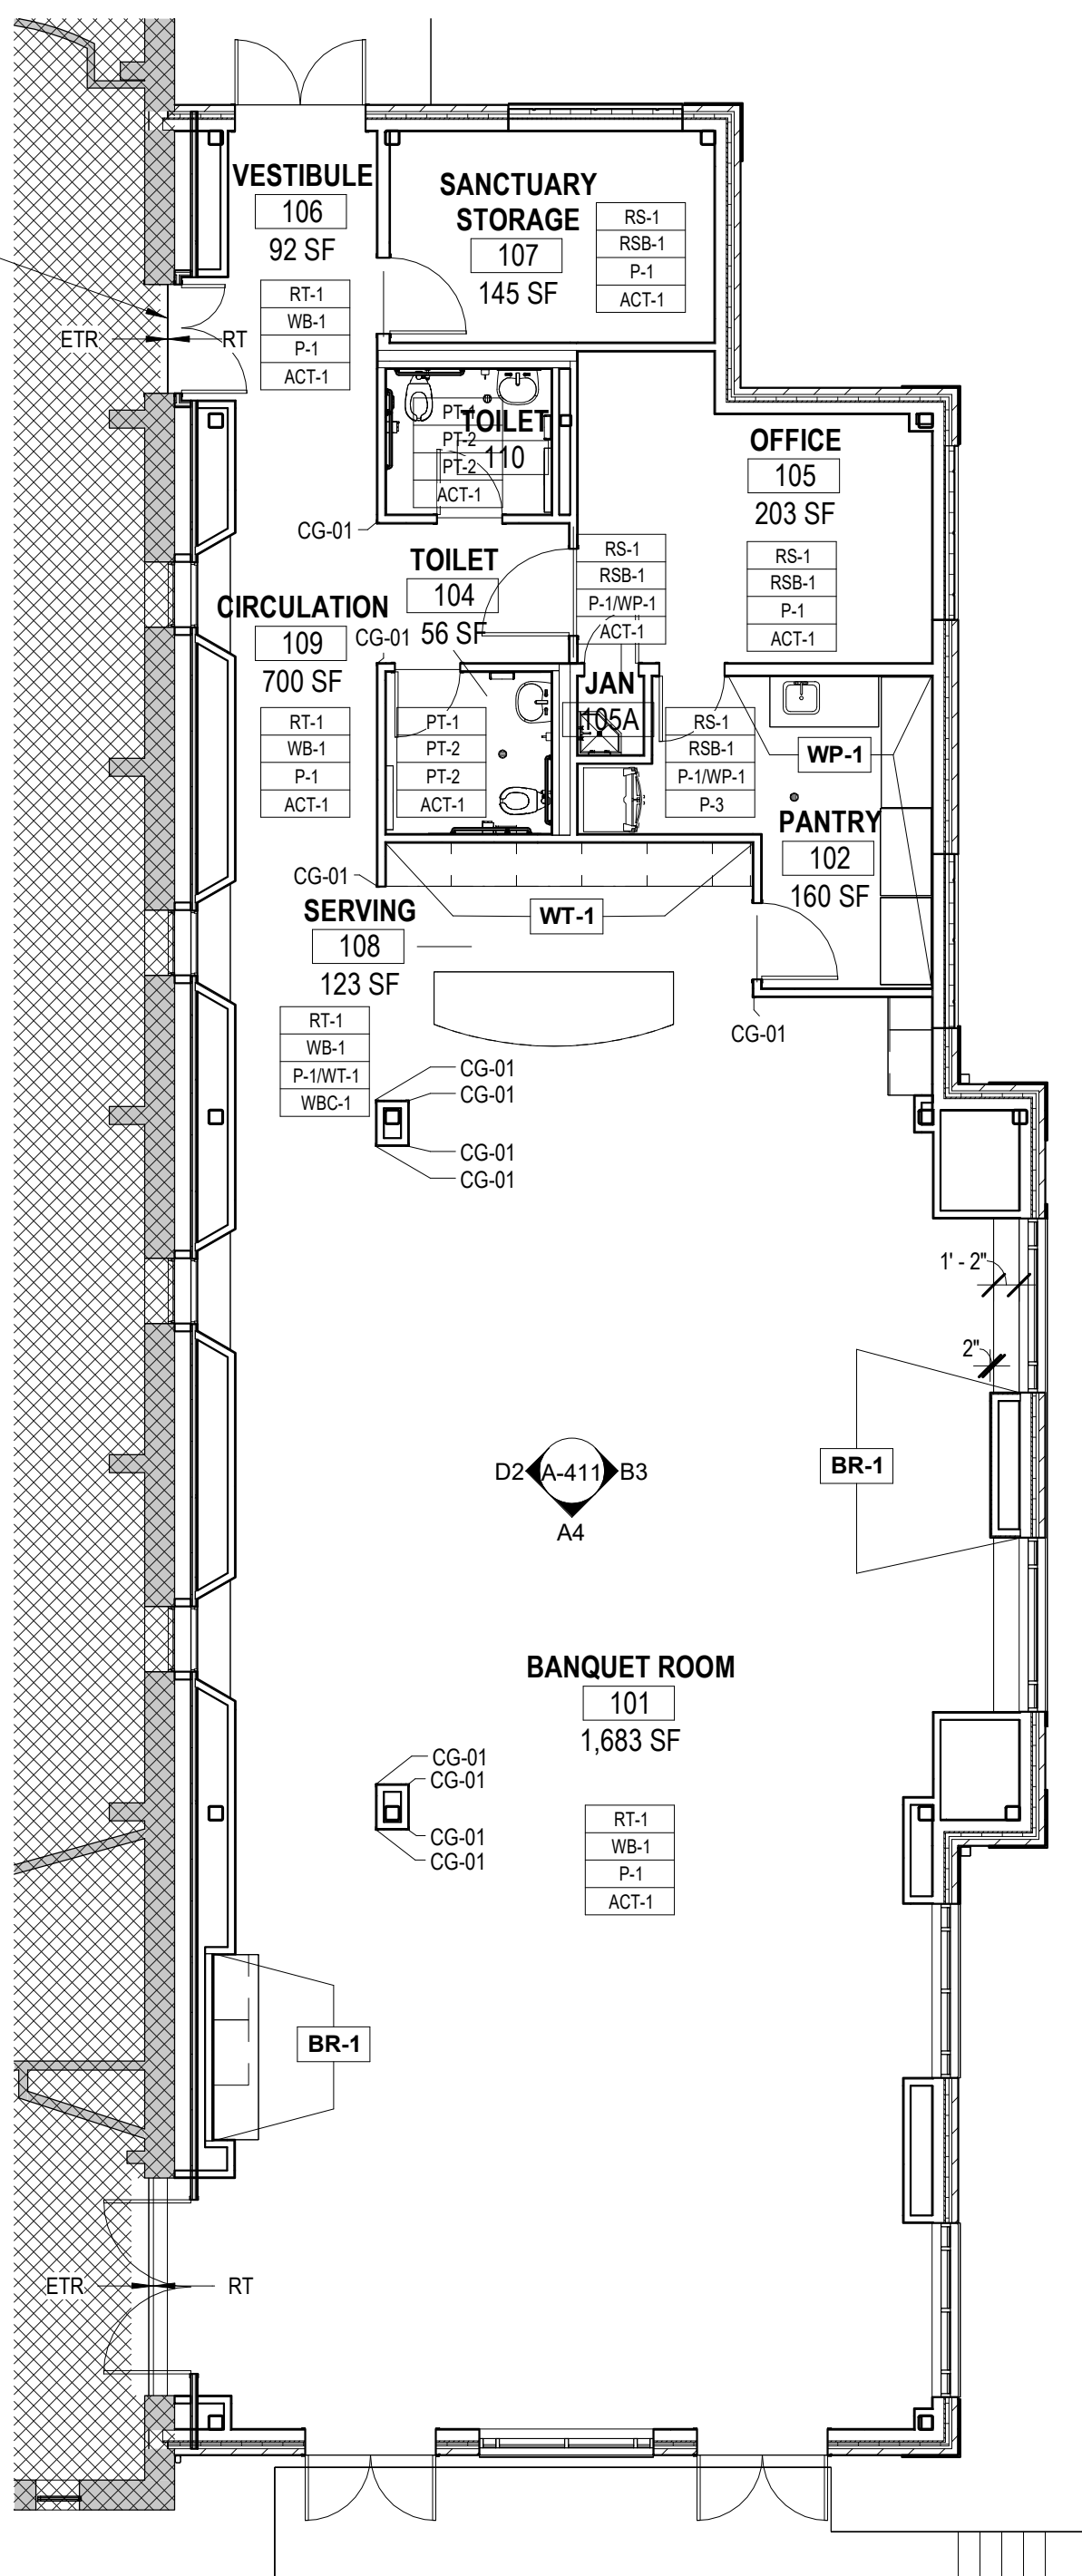 VESTIBULE
106
92 SF
RT-1
WB-1
P-1
ACT-1
SANCTUARY
STORAGE
107
145 SF
RS-1
RSB-1
P-1
ACT-1
ETR
RT
TOILET
110
PT-1
PT-2
PT-2
ACT-1
CG-01
OFFICE
105
203 SF
RS-1
RSB-1
P-1
ACT-1
TOILET
104
56 SF
CG-01
PT-1
PT-2
PT-2
ACT-1
CIRCULATION
109
700 SF
RT-1
WB-1
P-1
ACT-1
RS-1
RSB-1
P-1/WP-1
ACT-1
JAN
105A
RS-1
RSB-1
P-1/WP-1
P-3
WP-1
PANTRY
102
160 SF
CG-01
WT-1
SERVING
108
123 SF
RT-1
WB-1
P-1/WT-1
WBC-1
CG-01
CG-01
CG-01
CG-01
CG-01
1' - 2"
2"
D2
A-411
B3
A4
BR-1
BANQUET ROOM
101
1,683 SF
RT-1
WB-1
P-1
ACT-1
CG-01
CG-01
CG-01
CG-01
BR-1
ETR
RT